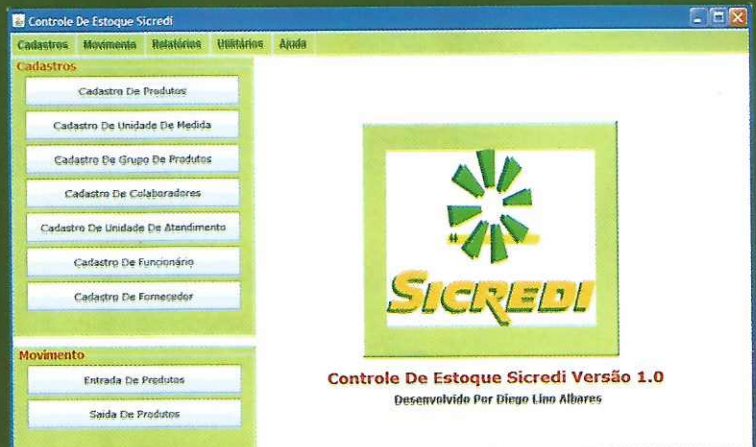 Controle De Estoque Sicredi
Cadastros Movimento Relatórios Utilitários Ajuda
Cadastros
Cadastro De Produtos
Cadastro De Unidade De Medida
Cadastro De Grupo De Produtos
Cadastro De Colaboradores
Cadastro De Unidade De Atendimento
Cadastro De Funcionário
Cadastro De Fornecedor
Movimento
Entrada De Produtos
Saída De Produtos
SICREDI
Controle De Estoque Sicredi Versão 1.0
Desenvolvido Por Diego Lino Albares